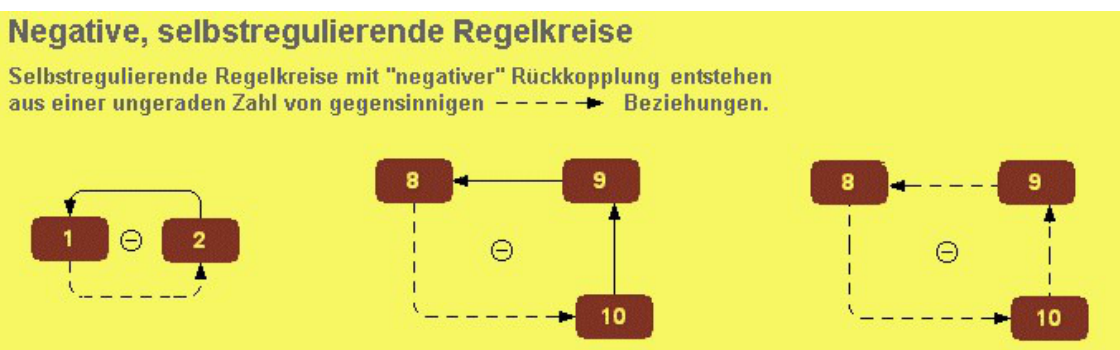 Negative, selbstregulierende Regelkreise
Selbstregulierende Regelkreise mit "negativer" Rückkopplung entstehen
aus einer ungeraden Zahl von gegensinnigen Beziehungen.
8 9 8 9
1 2
10 10